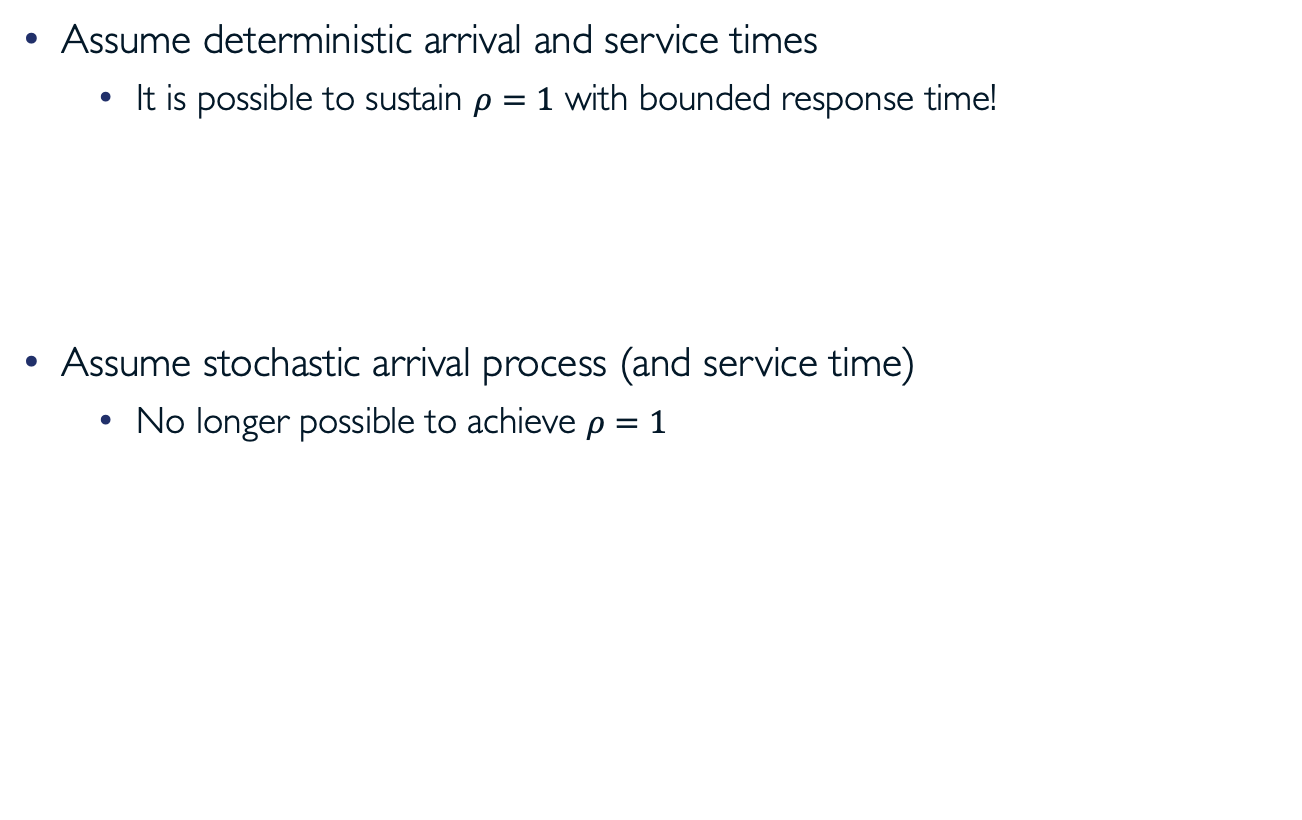 • Assume deterministic arrival and service times
• It is possible to sustain 𝝆 = 𝟏 with bounded response time!
• Assume stochastic arrival process (and service time)
• No longer possible to achieve 𝝆 = 𝟏